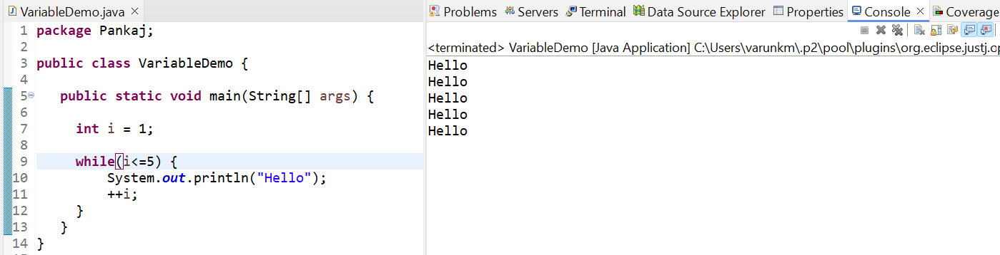 VariableDemo.java
1 package Pankaj;
2
3 public class VariableDemo {
4
5 public static void main(String[] args) {
6
7 int i = 1;
8
9 while(i<=5) {
10 System.out.println("Hello");
11 ++i;
12 }
13 }
14 }
Problems Servers Terminal Data Source Explorer Properties Console Coverage
<terminated> VariableDemo [Java Application] C:\Users\varunkm\.p2\pool\plugins\org.eclipse.justj.op
Hello
Hello
Hello
Hello
Hello